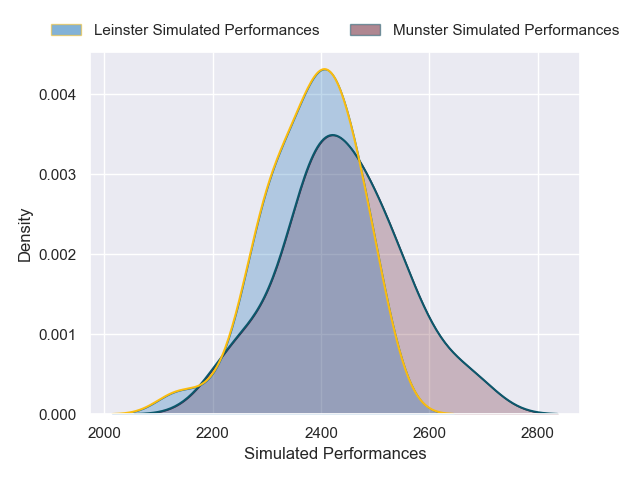 Leinster Simulated Performances Munster Simulated Performances
0.004
0.003
0.002
0.001
0.000
Density
2000 2200 2400 2600 2800
Simulated Performances